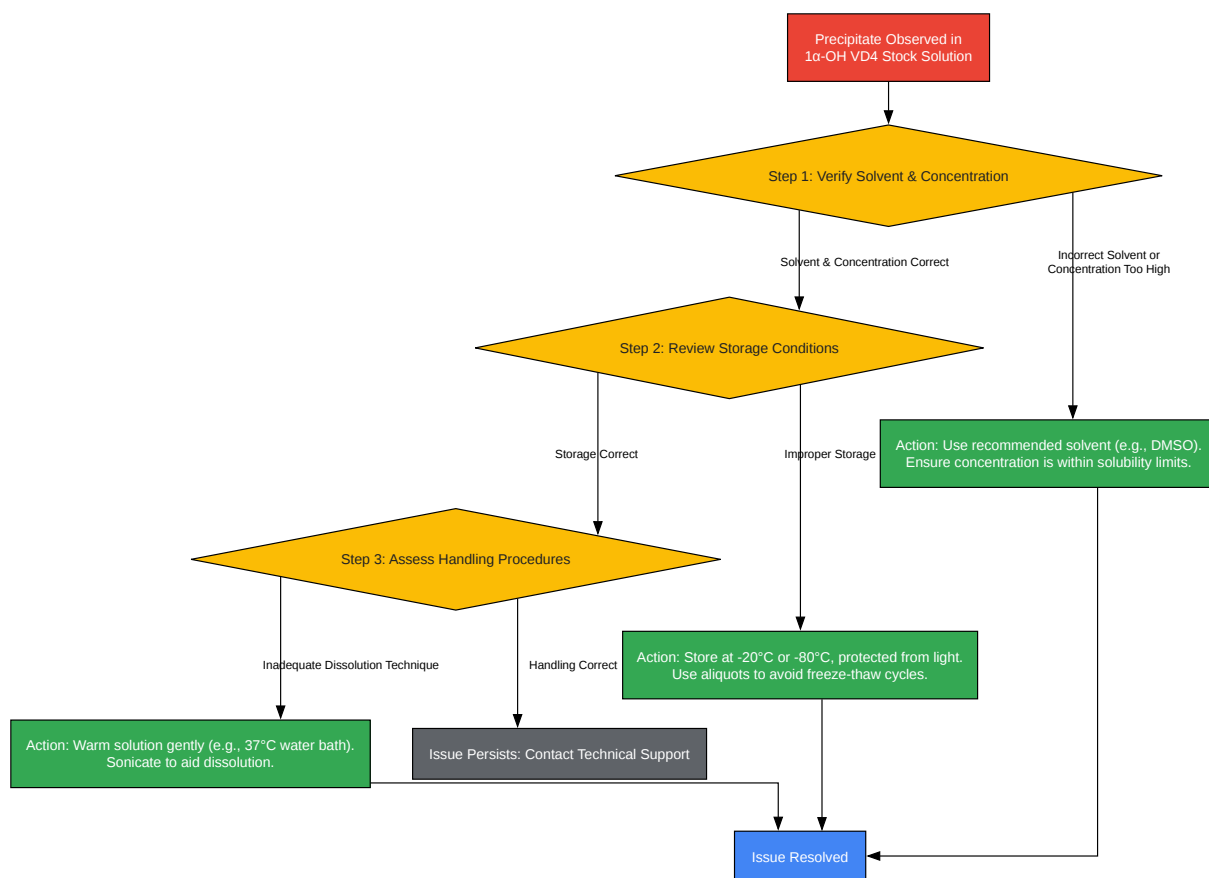 Precipitate Observed in
1α-OH VD4 Stock Solution
Step 1: Verify Solvent & Concentration
Solvent & Concentration Correct
Incorrect Solvent or
Concentration Too High
Step 2: Review Storage Conditions
Storage Correct
Improper Storage
Action: Use recommended solvent (e.g., DMSO).
Ensure concentration is within solubility limits.
Step 3: Assess Handling Procedures
Inadequate Dissolution Technique
Handling Correct
Action: Store at -20°C or -80°C, protected from light.
Use aliquots to avoid freeze-thaw cycles.
Action: Warm solution gently (e.g., 37°C water bath).
Sonicate to aid dissolution.
Issue Persists: Contact Technical Support
Issue Resolved